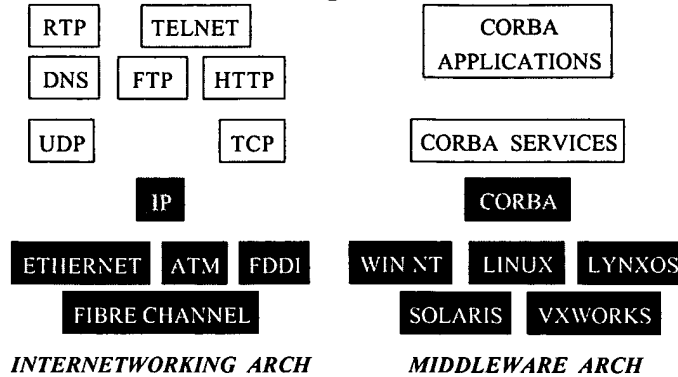 RTP TELNET
DNS FTP HTTP
UDP TCP
IP
ETHERNET ATM FDDI
FIBRE CHANNEL
INTERNETWORKING ARCH
CORBA
APPLICATIONS
CORBA SERVICES
CORBA
WIN NT LINUX LYNXOS
SOLARIS VXWORKS
MIDDLEWARE ARCH